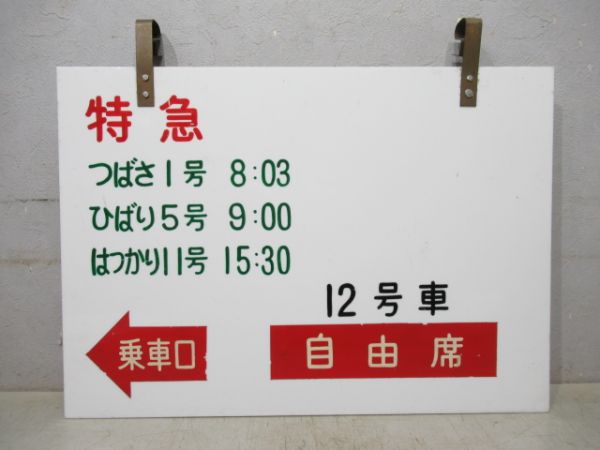 特急
つばさ1号 8:03
ひばり5号 9:00
はつかり11号 15:30
12号車
乗車口
自由席